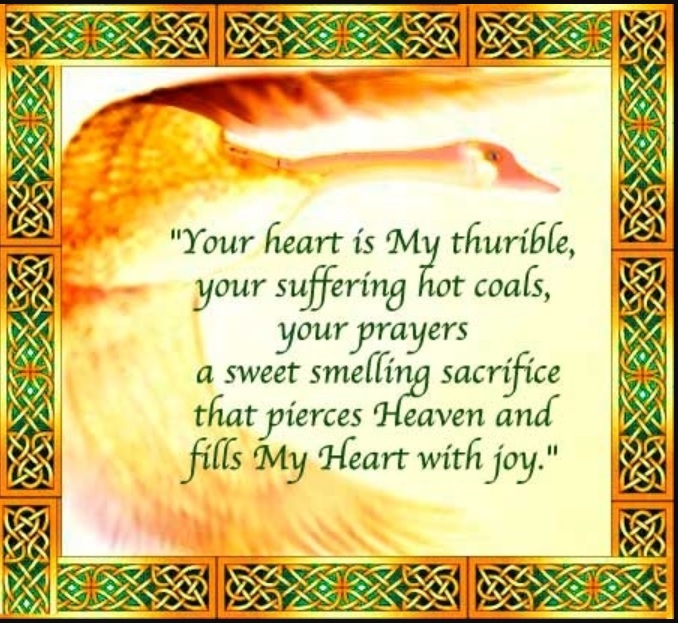 "Your heart is My thurible,
your suffering hot coals,
your prayers
a sweet smelling sacrifice
that pierces Heaven and
fills My Heart with joy."